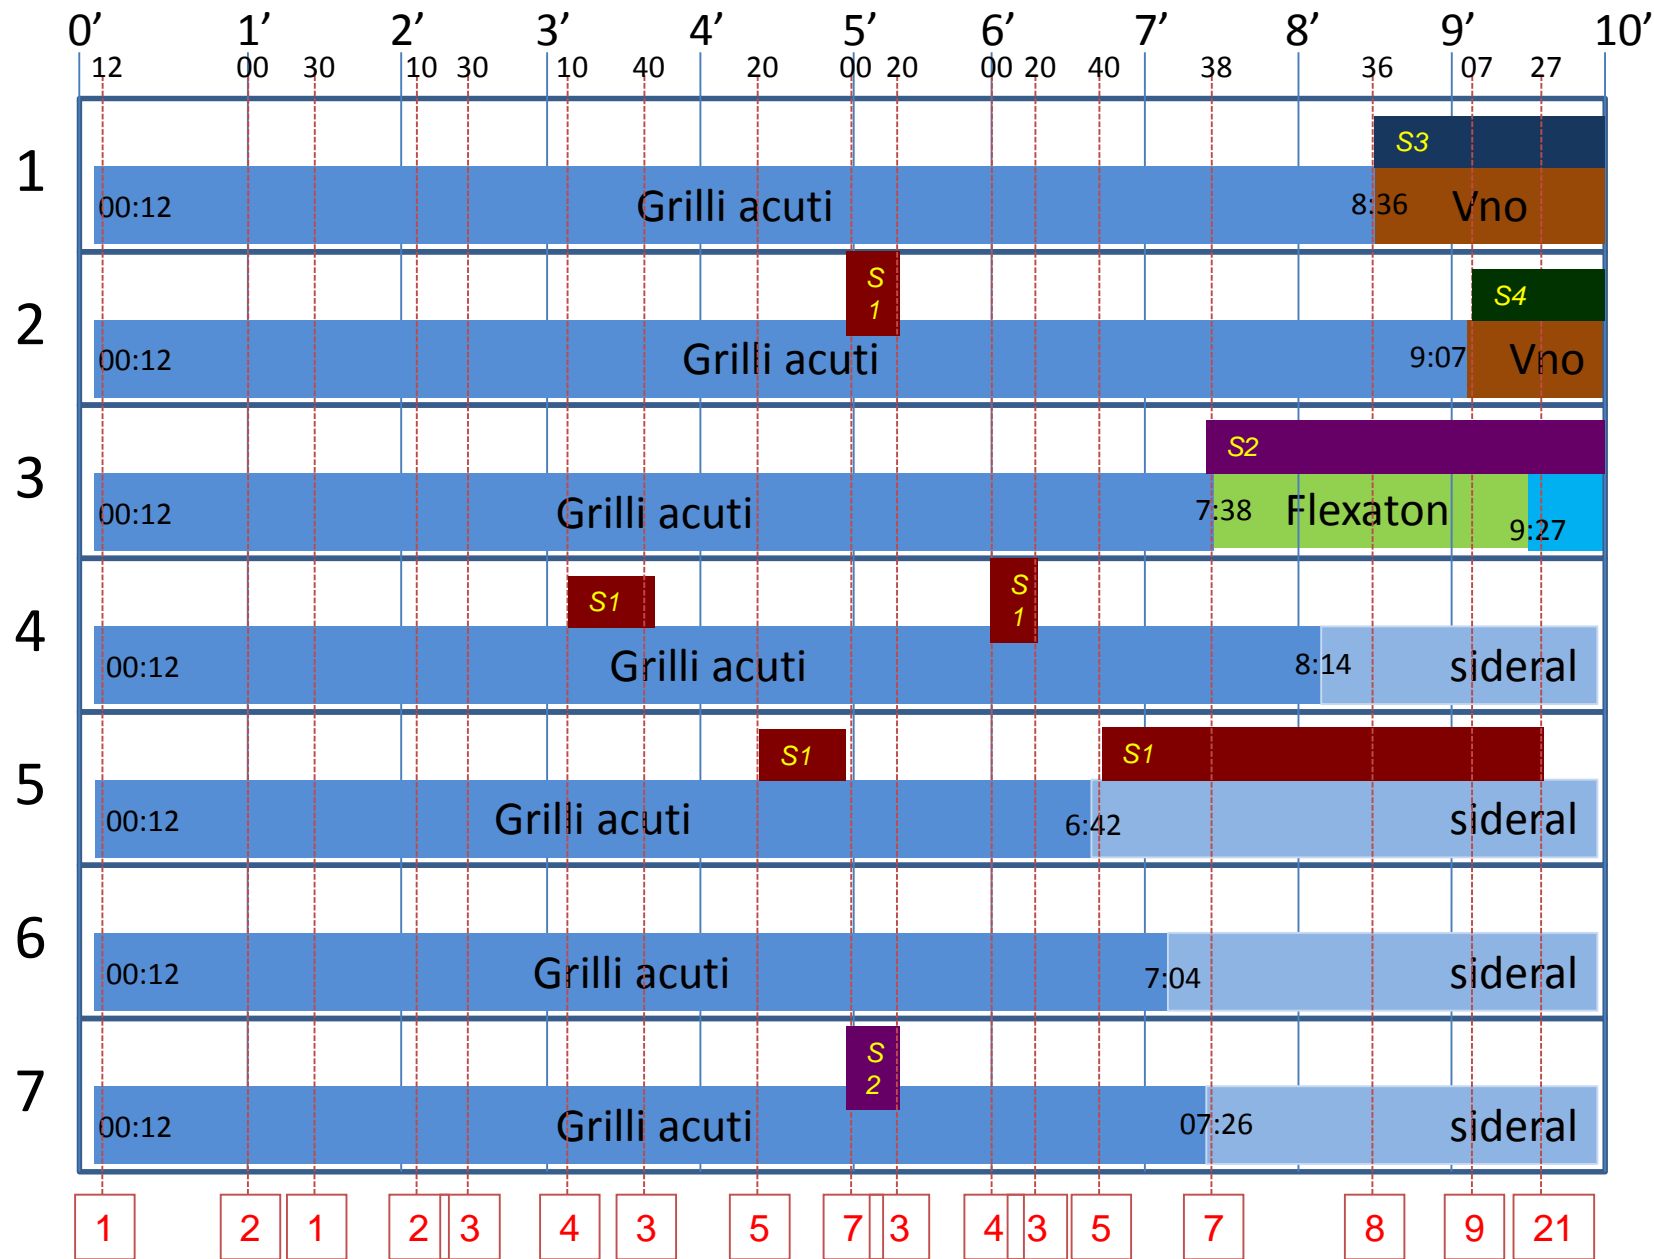 0’ 1’ 2’ 3’ 4’ 5’ 6’ 7’ 8’ 9’ 10’
12 00 30 10 30 10 40 20 00 20 00 20 40 38 36 07 27
S3
1
00:12 Grilli acuti 8:36 Vno
S
1
S4
2
00:12 Grilli acuti 9:07 Vno
S2
3
00:12 Grilli acuti 7:38 Flexaton 9:27
S1
S
1
4
00:12 Grilli acuti 8:14 sideral
S1 S1
5
00:12 Grilli acuti 6:42 sideral
6
00:12 Grilli acuti 7:04 sideral
S
2
7
00:12 Grilli acuti 07:26 sideral
1 2 1 2 3 4 3 5 7 3 4 3 5 7 8 9 21